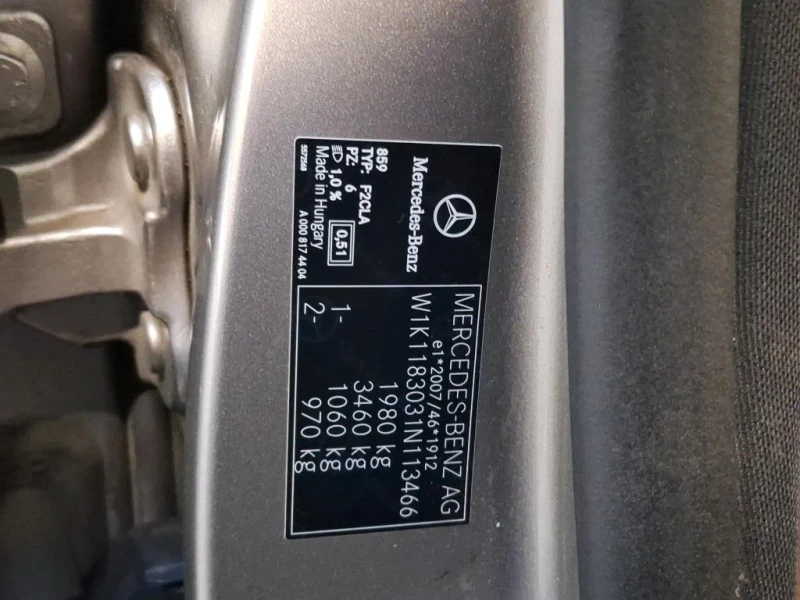 Mercedes-Benz
859
TYP: F2CLA
PZ: 6
1,0 % 0,51
Made in Hungary
5572568 A 000 817 44 04
MERCEDES-BENZ AG
e1*2007/46*1912
W1K1183031N113466
1980 kg
3460 kg
1- 1060 kg
2- 970 kg